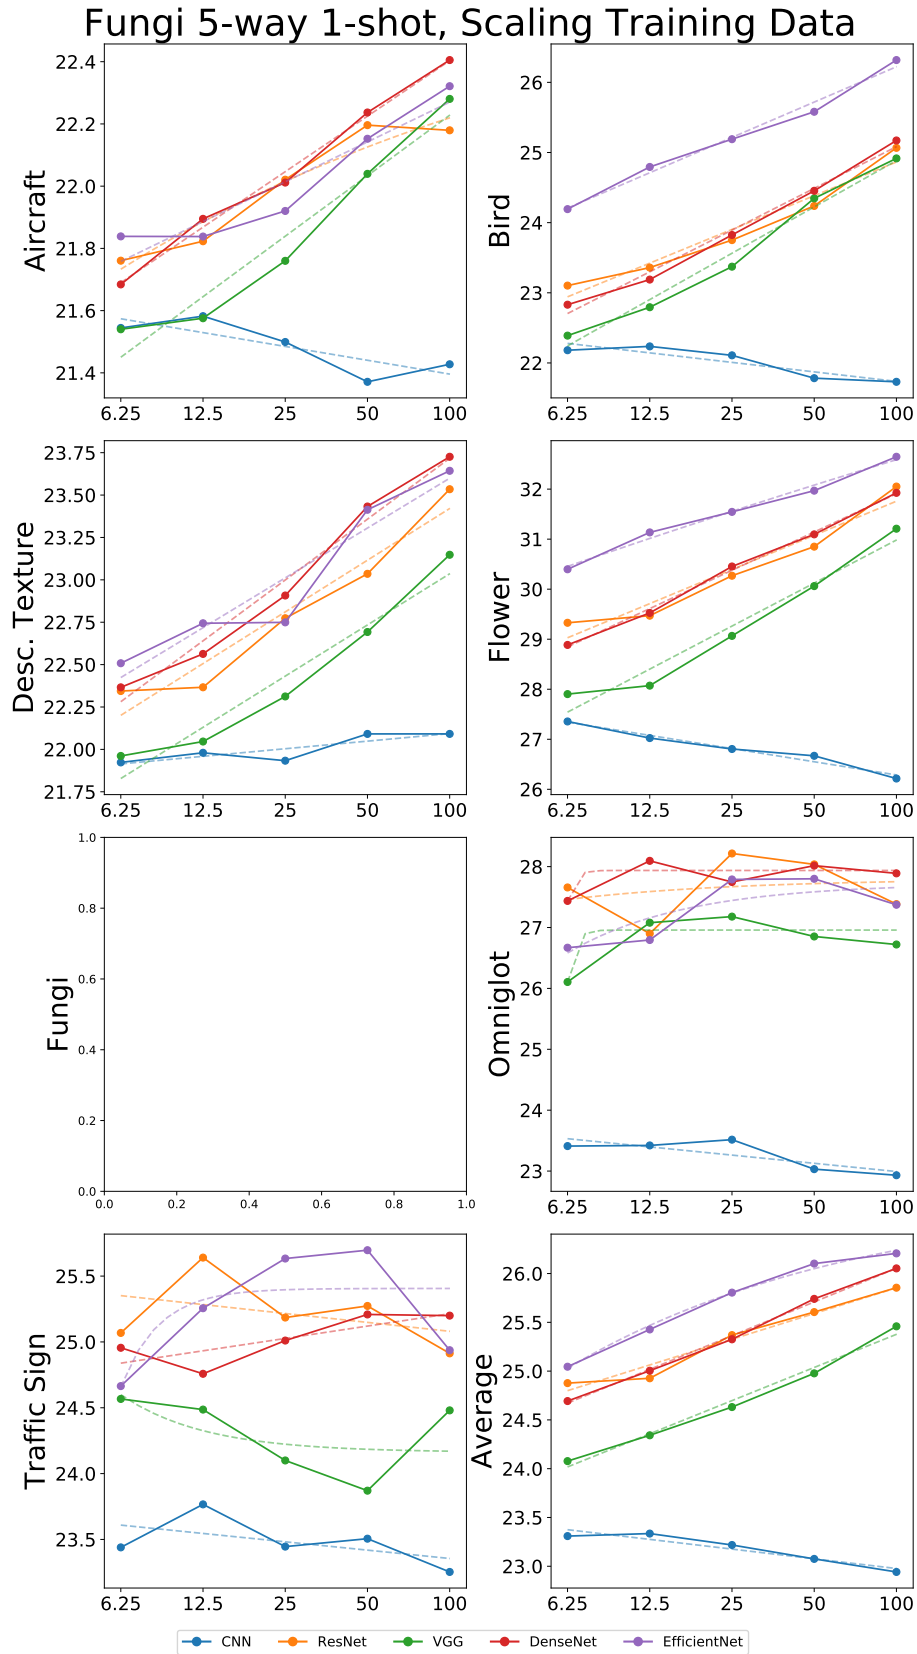 Fungi 5-way 1-shot, Scaling Training Data
Aircraft
22.4
22.2
22.0
21.8
21.6
21.4
6.25 12.5 25 50 100
Bird
26
25
24
23
22
6.25 12.5 25 50 100
Desc. Texture
23.75
23.50
23.25
23.00
22.75
22.50
22.25
22.00
21.75
6.25 12.5 25 50 100
Flower
32
31
30
29
28
27
26
6.25 12.5 25 50 100
Fungi
1.0
0.8
0.6
0.4
0.2
0.0
0.0 0.2 0.4 0.6 0.8 1.0
Omniglot
28
27
26
25
24
23
6.25 12.5 25 50 100
Traffic Sign
25.5
25.0
24.5
24.0
23.5
6.25 12.5 25 50 100
Average
26.0
25.5
25.0
24.5
24.0
23.5
23.0
6.25 12.5 25 50 100
CNN ResNet VGG DenseNet EfficientNet